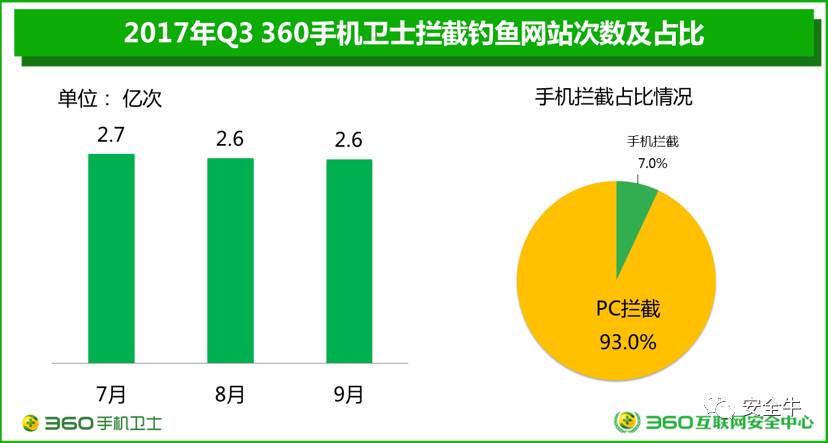 2017年Q3 360手机卫士拦截钓鱼网站次数及占比
单位： 亿次
2.7
2.6
2.6
7月
8月
9月
手机拦截占比情况
手机拦截
7.0%
PC拦截
93.0%
360手机卫士
安全牛
360互联网安全中心